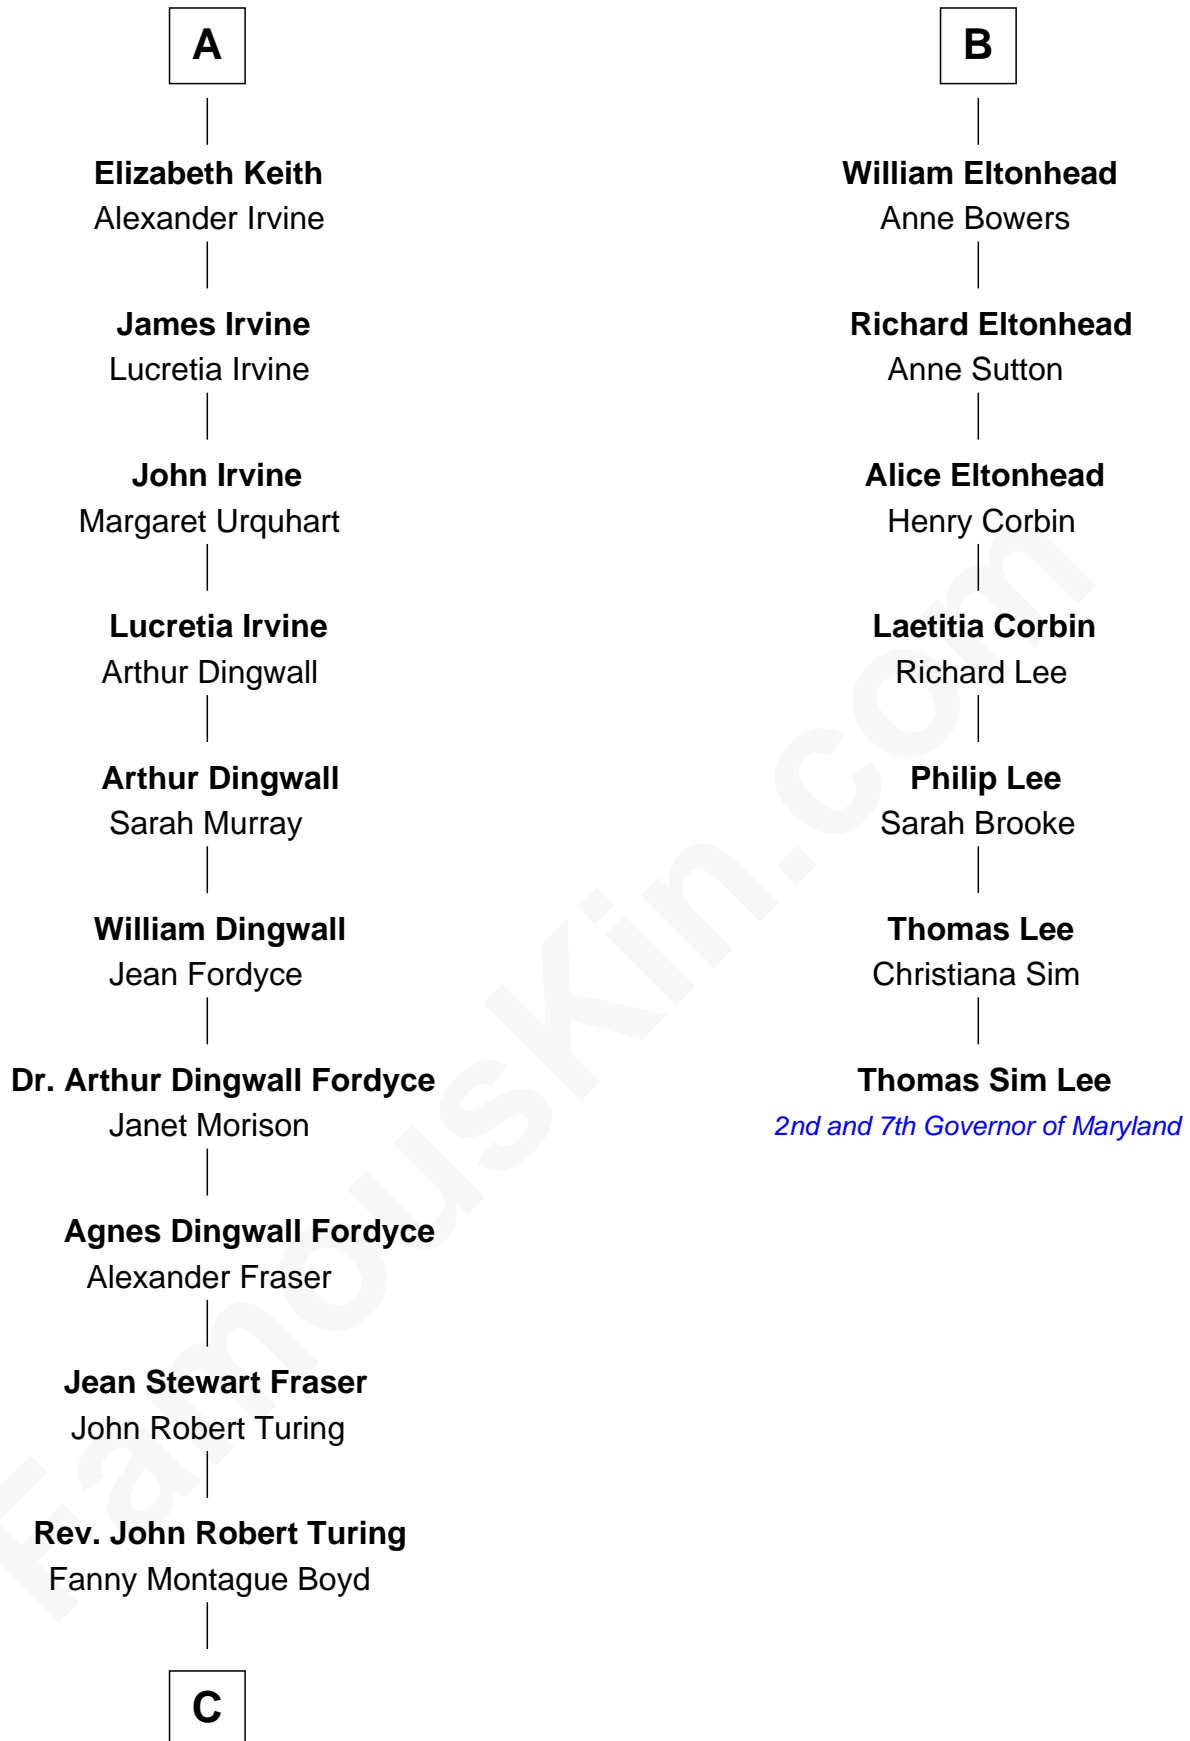 A
Elizabeth Keith
Alexander Irvine
James Irvine
Lucretia Irvine
John Irvine
Margaret Urquhart
Lucretia Irvine
Arthur Dingwall
Arthur Dingwall
Sarah Murray
William Dingwall
Jean Fordyce
Dr. Arthur Dingwall Fordyce
Janet Morison
Agnes Dingwall Fordyce
Alexander Fraser
Jean Stewart Fraser
John Robert Turing
Rev. John Robert Turing
Fanny Montague Boyd
C
B
William Eltonhead
Anne Bowers
Richard Eltonhead
Anne Sutton
Alice Eltonhead
Henry Corbin
Laetitia Corbin
Richard Lee
Philip Lee
Sarah Brooke
Thomas Lee
Christiana Sim
Thomas Sim Lee
2nd and 7th Governor of Maryland
FamousKin.com